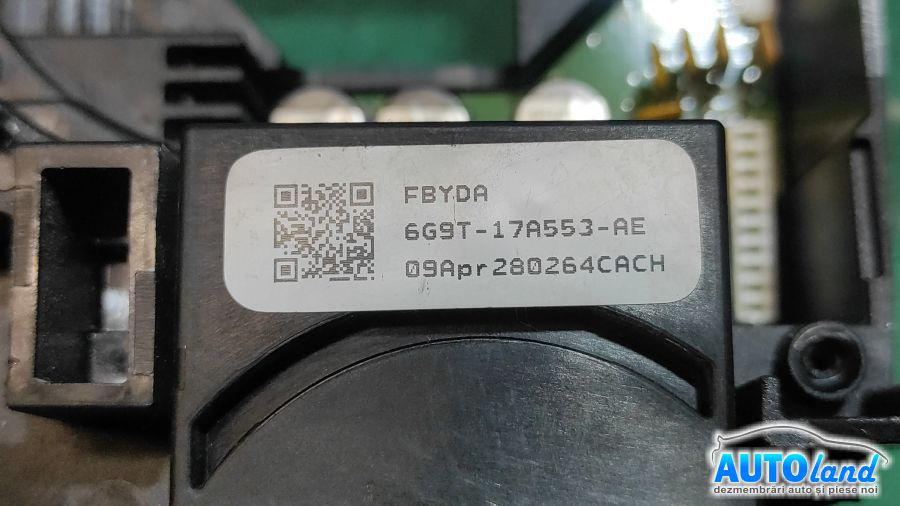 FBYDA
6G9T-17A553-AE
09Apr280264CACH
AUTOland
dezmembrări auto și piese noi